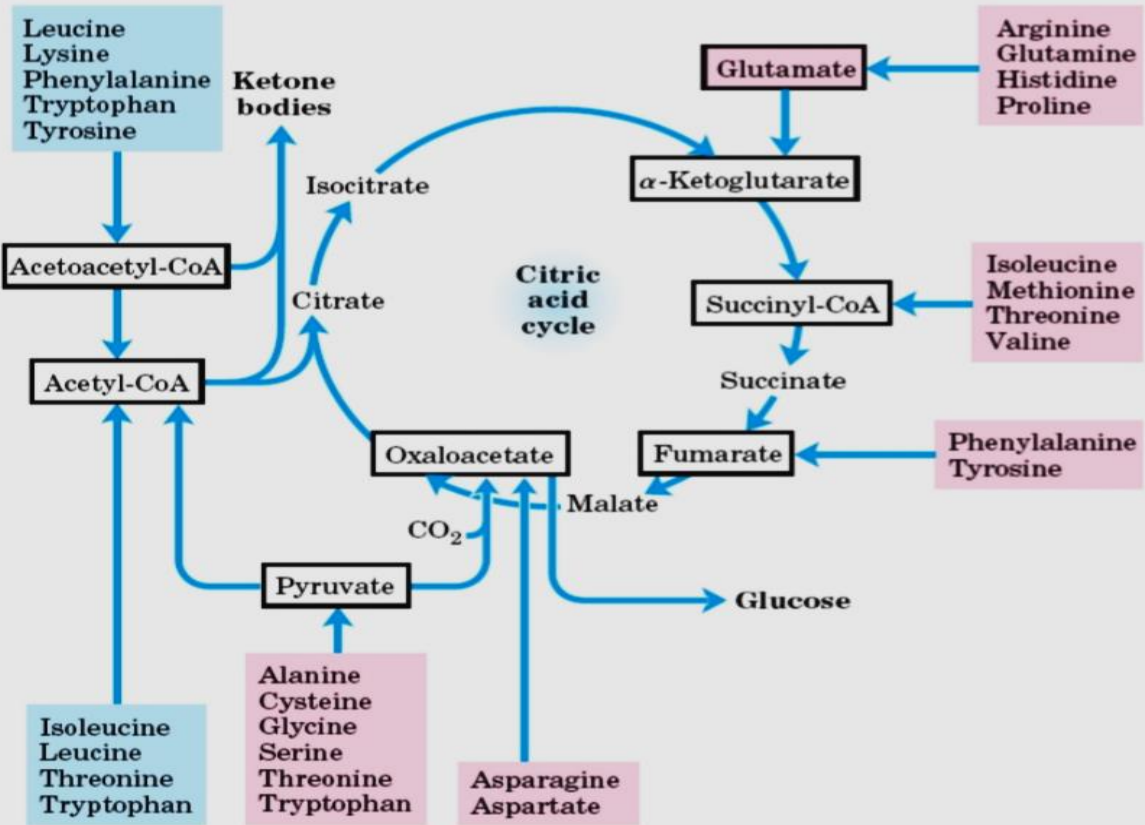 Leucine
Lysine
Phenylalanine
Tryptophan
Tyrosine
Ketone
bodies
Glutamate
Arginine
Glutamine
Histidine
Proline
Isocitrate
α-Ketoglutarate
Acetoacetyl-CoA
Citrate
Citric
acid
cycle
Succinyl-CoA
Isoleucine
Methionine
Threonine
Valine
Acetyl-CoA
Succinate
Oxaloacetate
Fumarate
Phenylalanine
Tyrosine
Malate
CO₂
Pyruvate
Glucose
Isoleucine
Leucine
Threonine
Tryptophan
Alanine
Cysteine
Glycine
Serine
Threonine
Tryptophan
Asparagine
Aspartate